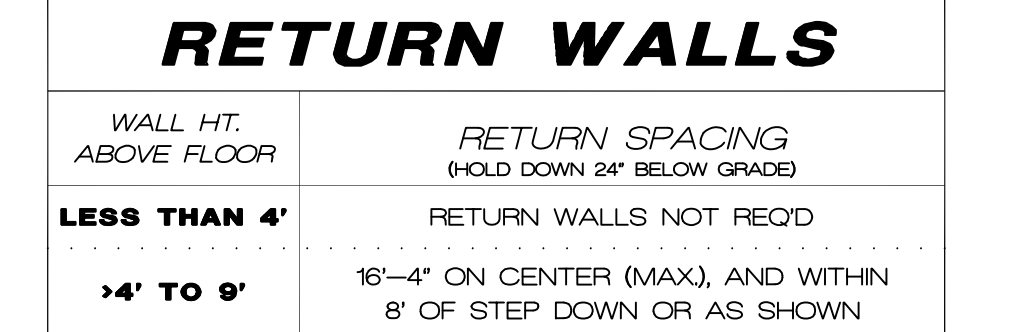 RETURN WALLS
WALL HT.
ABOVE FLOOR
RETURN SPACING
(HOLD DOWN 24" BELOW GRADE)
LESS THAN 4'
RETURN WALLS NOT REQ'D
>4' TO 9'
16'-4" ON CENTER (MAX.), AND WITHIN
8' OF STEP DOWN OR AS SHOWN